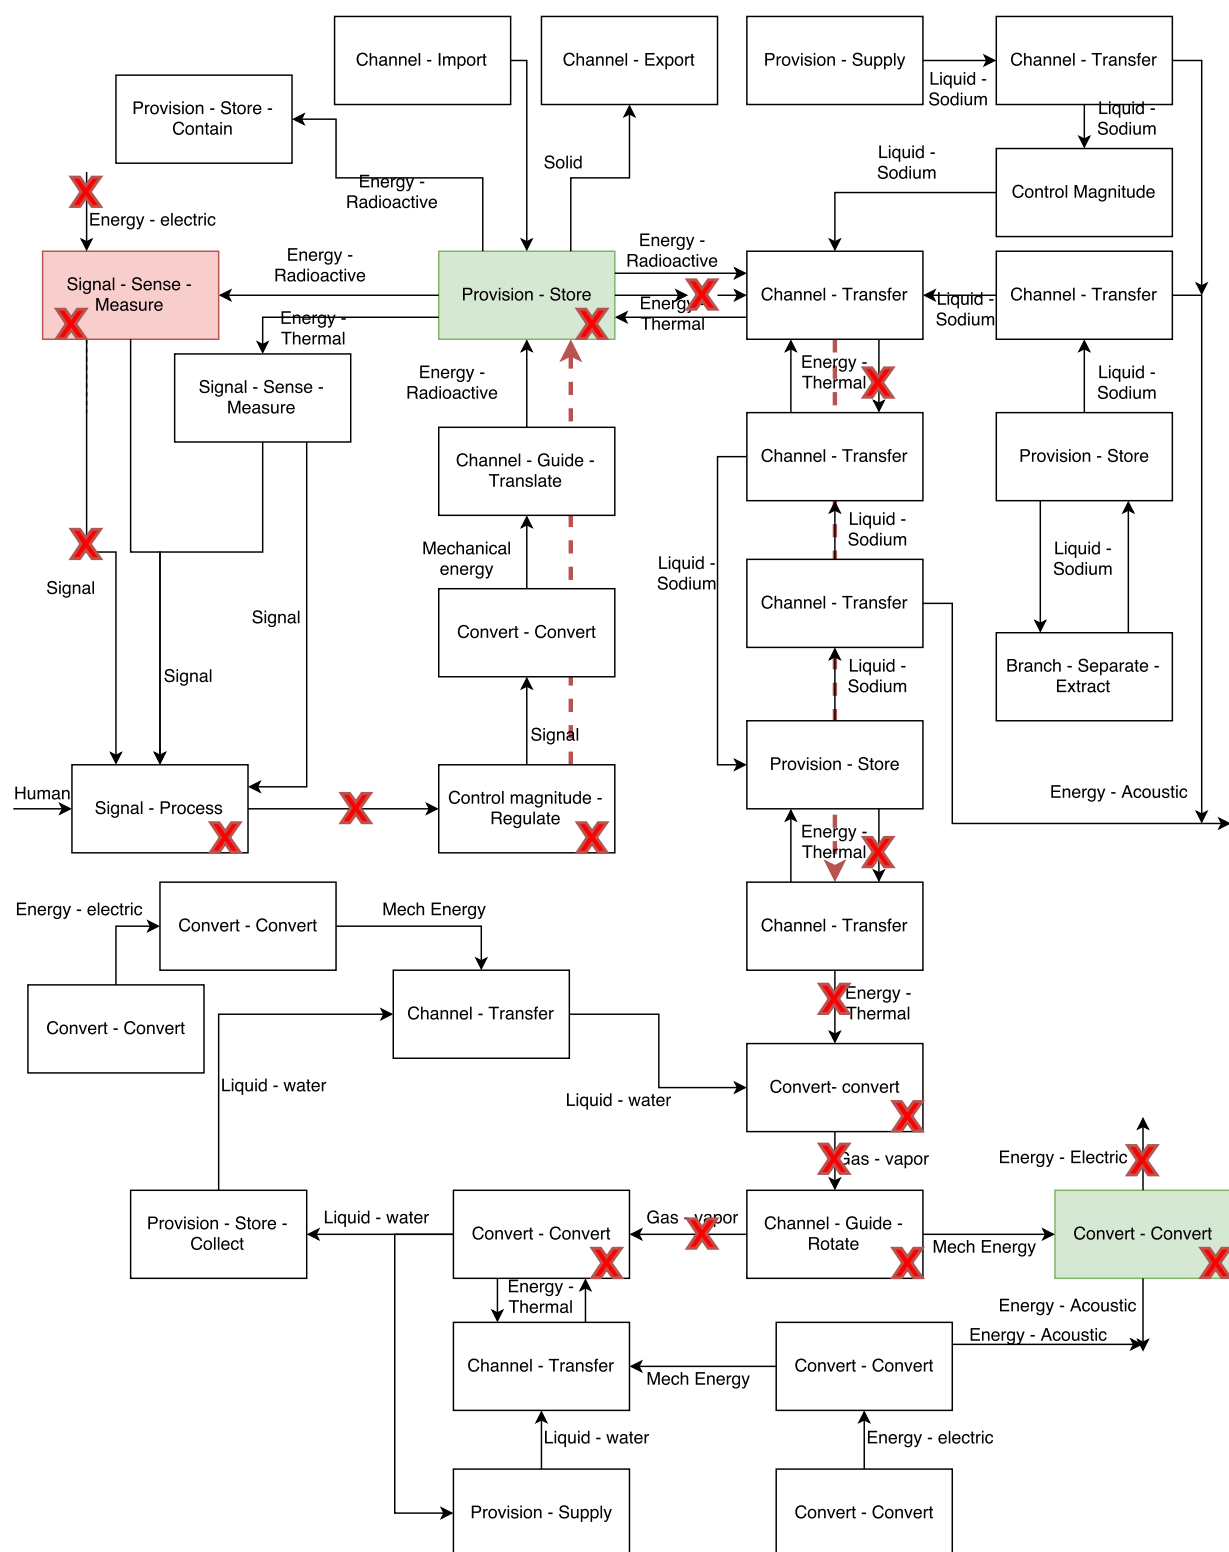 Channel - Import
Channel - Export
Provision - Supply
Channel - Transfer
Liquid -
Sodium
Liquid -
Sodium
Provision - Store -
Contain
Solid
Liquid -
Sodium
Control Magnitude
Energy -
Radioactive
Energy - electric
Signal - Sense -
Measure
Energy -
Radioactive
Provision - Store
Energy -
Radioactive
Channel - Transfer
Channel - Transfer
Liquid -
Sodium
Energy -
Thermal
Energy -
Thermal
Signal - Sense -
Measure
Energy -
Radioactive
Energy -
Thermal
Liquid -
Sodium
Channel - Guide -
Translate
Channel - Transfer
Provision - Store
Mechanical
energy
Liquid -
Sodium
Liquid -
Sodium
Liquid -
Sodium
Signal
Signal
Convert - Convert
Channel - Transfer
Signal
Liquid -
Sodium
Branch - Separate -
Extract
Signal
Provision - Store
Human
Signal - Process
Control magnitude -
Regulate
Energy - Acoustic
Energy -
Thermal
Energy - electric
Convert - Convert
Mech Energy
Channel - Transfer
Convert - Convert
Channel - Transfer
Energy -
Thermal
Liquid - water
Liquid - water
Convert- convert
Gas - vapor
Energy - Electric
Provision - Store -
Collect
Liquid - water
Convert - Convert
Gas - vapor
Channel - Guide -
Rotate
Mech Energy
Convert - Convert
Energy -
Thermal
Energy - Acoustic
Energy - Acoustic
Channel - Transfer
Mech Energy
Convert - Convert
Liquid - water
Energy - electric
Provision - Supply
Convert - Convert